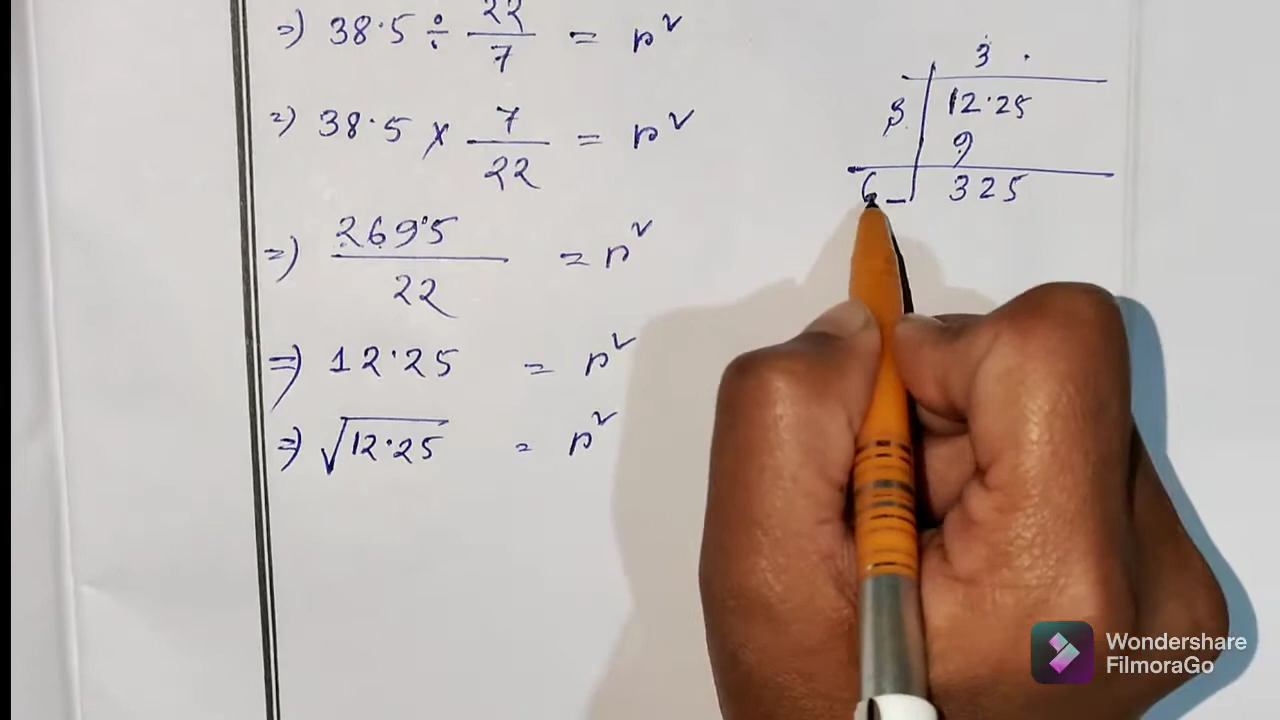 =) 38.5 ÷ 22/7 = r²
=) 38.5 × 7/22 = r²
=) 269.5/22 = r²
=) 12.25 = r²
=) √12.25 = r²
3 .
3 | 12.25
9
6_ | 325
Wondershare
FilmoraGo